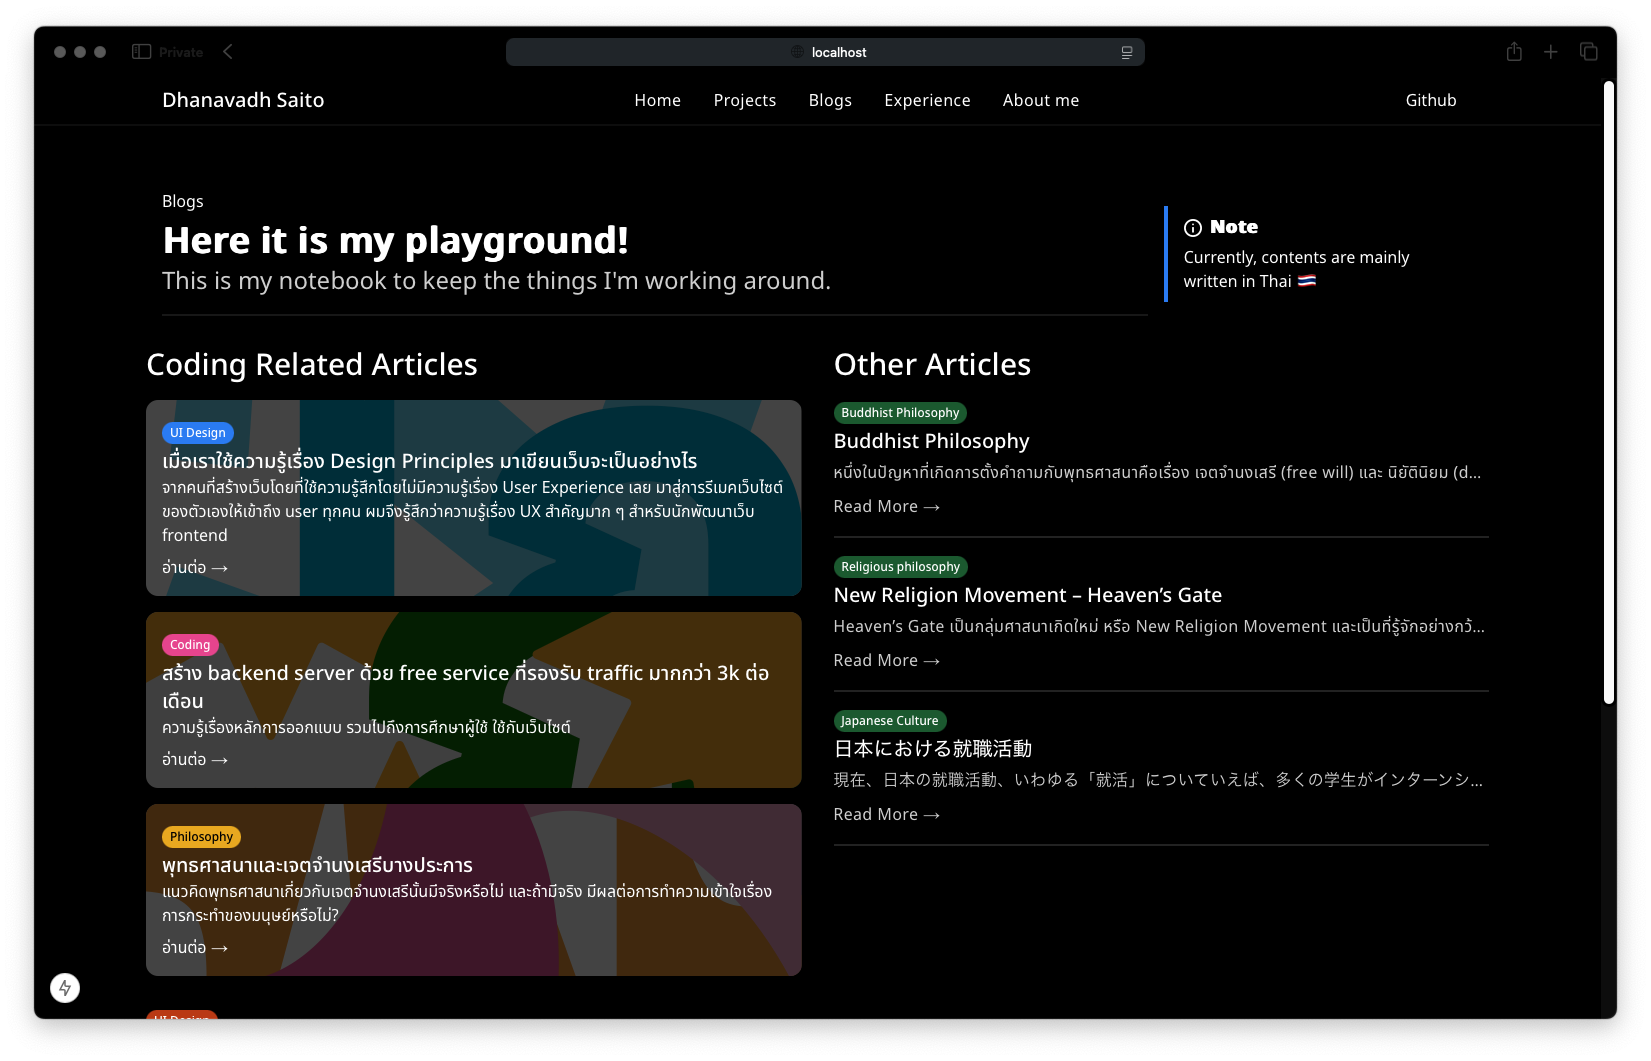 Private
localhost
Dhanavadh Saito
Home
Projects
Blogs
Experience
About me
Github
Blogs
Here it is my playground!
This is my notebook to keep the things I'm working around.
Note
Currently, contents are mainly
written in Thai 🇹🇭
Coding Related Articles
UI Design
เมื่อเราใช้ความรู้เรื่อง Design Principles มาเขียนเว็บจะเป็นอย่างไร
จากคนที่สร้างเว็บโดยที่ใช้ความรู้สึกโดยไม่มีความรู้เรื่อง User Experience เลย มาสู่การรีเมคเว็บไซต์
ของตัวเองให้เข้าถึง user ทุกคน ผมจึงรู้สึกว่าความรู้เรื่อง UX สำคัญมาก ๆ สำหรับนักพัฒนาเว็บ
frontend
อ่านต่อ →
Coding
สร้าง backend server ด้วย free service ที่รองรับ traffic มากกว่า 3k ต่อ
เดือน
ความรู้เรื่องหลักการออกแบบ รวมไปถึงการศึกษาผู้ใช้ ใช้กับเว็บไซต์
อ่านต่อ →
Philosophy
พุทธศาสนาและเจตจำนงเสรีบางประการ
แนวคิดพุทธศาสนาเกี่ยวกับเจตจำนงเสรีนั้นมีจริงหรือไม่ และถ้ามีจริง มีผลต่อการทำความเข้าใจเรื่อง
การกระทำของมนุษย์หรือไม่?
อ่านต่อ →
UI Design
Other Articles
Buddhist Philosophy
Buddhist Philosophy
หนึ่งในปัญหาที่เกิดการตั้งคำถามกับพุทธศาสนาคือเรื่อง เจตจำนงเสรี (free will) และ นิยัตินิยม (d...
Read More →
Religious philosophy
New Religion Movement – Heaven’s Gate
Heaven’s Gate เป็นกลุ่มศาสนาเกิดใหม่ หรือ New Religion Movement และเป็นที่รู้จักอย่างกว้...
Read More →
Japanese Culture
日本における就職活動
現在、日本の就職活動、いわゆる「就活」についていえば、多くの学生がインターンシ...
Read More →